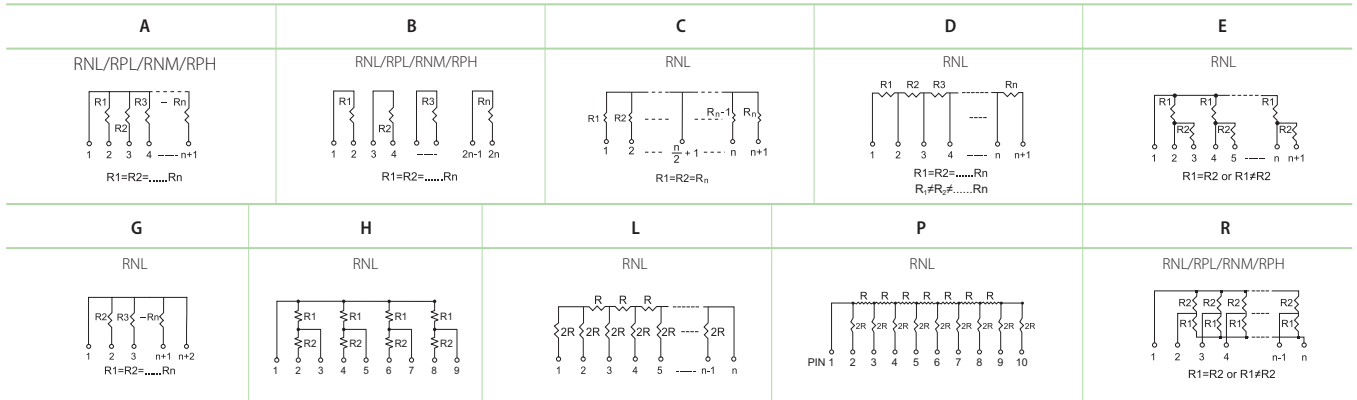 A B C D E
RNL/RPL/RNM/RPH RNL/RPL/RNM/RPH RNL RNL RNL
R1 R2 R3 – Rn
1 2 3 4 ----- n+1
R1=R2=......Rn
R1 R2 R3 Rn
1 2 3 4 ----- 2n-1 2n
R1=R2=......Rn
R1 R2 ---- ---- Rn-1 Rn
1 2 ---- n/2 + 1 ----- n n+1
R1=R2=Rn
R1 R2 R3 ------ Rn
1 2 3 4 ----- n n+1
R1=R2=......Rn
R1≠R2≠......Rn
R1 R1 R1
R2 R2 R2
1 2 3 4 5 ----- n n+1
R1=R2 or R1≠R2
G H L P R
RNL RNL RNL RNL RNL/RPL/RNM/RPH
R2 R3 –Rn
1 2 3 n+1 n+2
R1=R2=......Rn
R1 R1 R1 R1
R2 R2 R2 R2
1 2 3 4 5 6 7 8 9
R R R
2R 2R 2R 2R 2R ---- 2R
1 2 3 4 5 ----- n-1 n
R R R R R R R
2R 2R 2R 2R 2R 2R 2R 2R 2R
PIN 1 2 3 4 5 6 7 8 9 10
R2 R2 R2 R2
R1 R1 R1 ---- R1
1 2 3 4 n-1 n
R1=R2 or R1≠R2